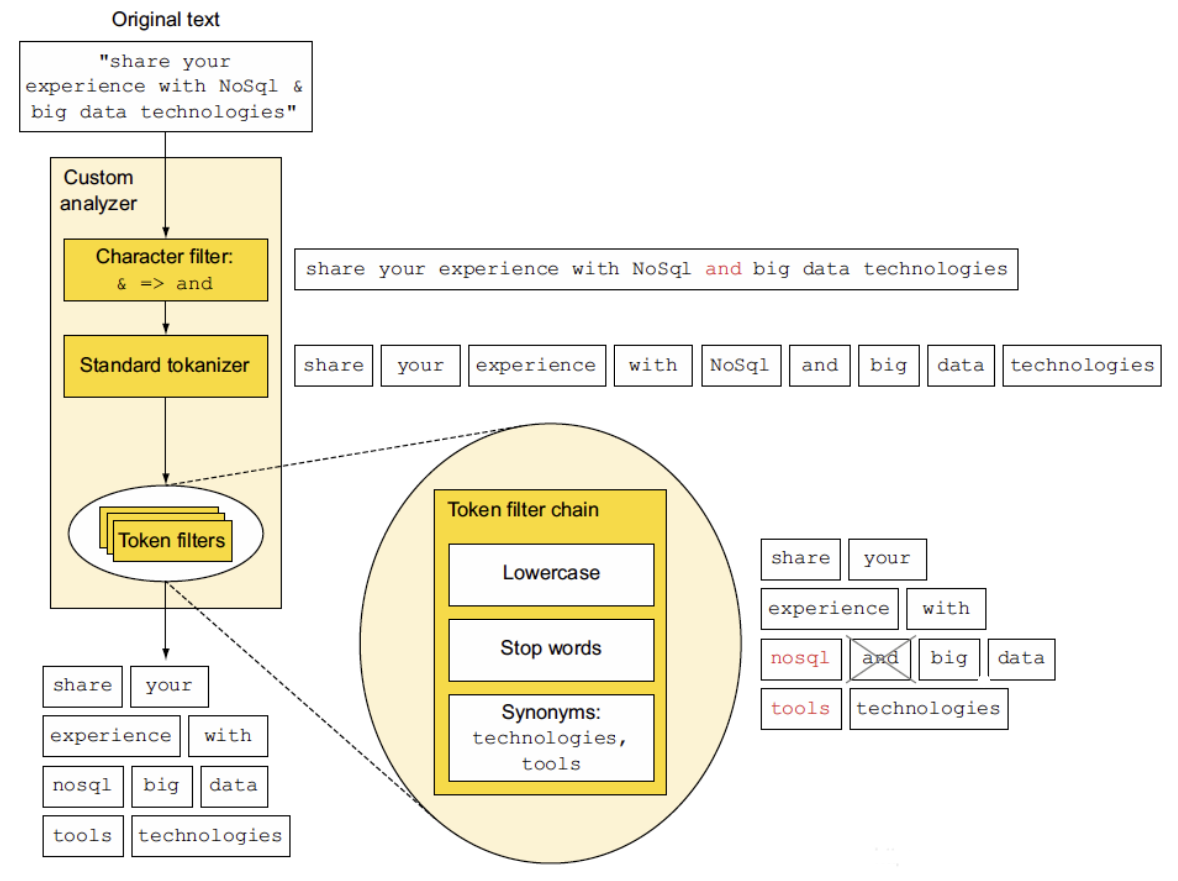 Original text
"share your
experience with NoSql &
big data technologies"
Custom
analyzer
Character filter:
& => and
share your experience with NoSql and big data technologies
Standard tokanizer
share your experience with NoSql and big data technologies
Token filters
Token filter chain
Lowercase
Stop words
Synonyms:
technologies,
tools
share your
experience with
nosql and big data
tools technologies
share your
experience with
nosql big data
tools technologies